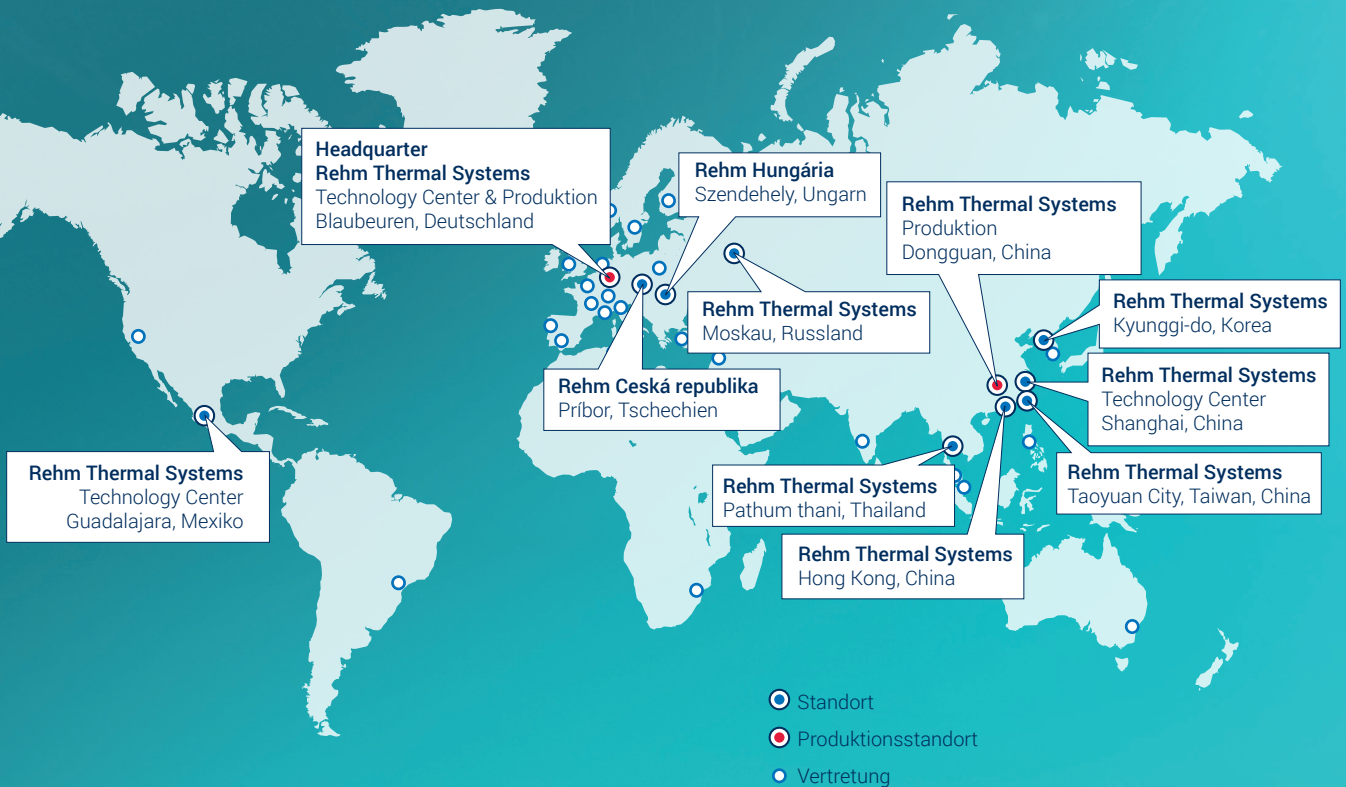 Headquarter
Rehm Thermal Systems
Technology Center & Produktion
Blaubeuren, Deutschland
Rehm Hungária
Szendehely, Ungarn
Rehm Thermal Systems
Produktion
Dongguan, China
Rehm Thermal Systems
Moskau, Russland
Rehm Thermal Systems
Kyunggi-do, Korea
Rehm Ceská republika
Príbor, Tschechien
Rehm Thermal Systems
Technology Center
Shanghai, China
Rehm Thermal Systems
Technology Center
Guadalajara, Mexiko
Rehm Thermal Systems
Pathum thani, Thailand
Rehm Thermal Systems
Taoyuan City, Taiwan, China
Rehm Thermal Systems
Hong Kong, China
Standort
Produktionsstandort
Vertretung